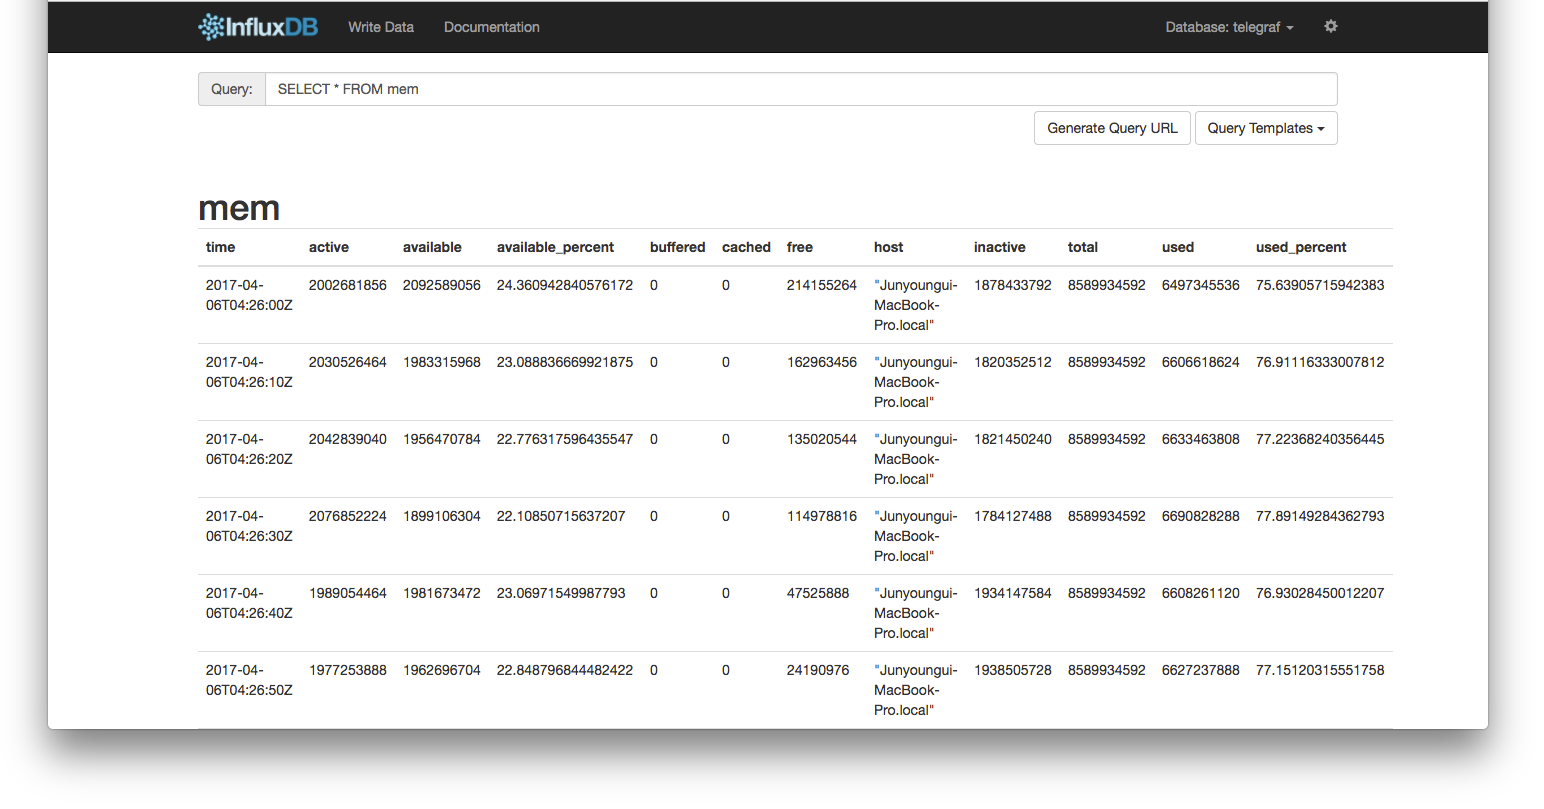 InfluxDB Write Data Documentation Database: telegraf
Query: SELECT * FROM mem
Generate Query URL Query Templates
mem
time active available available_percent buffered cached free host inactive total used used_percent
2017-04- 2002681856 2092589056 24.360942840576172 0 0 214155264 "Junyoungui- 1878433792 8589934592 6497345536 75.63905715942383
06T04:26:00Z MacBook-
Pro.local"
2017-04- 2030526464 1983315968 23.088836669921875 0 0 162963456 "Junyoungui- 1820352512 8589934592 6606618624 76.91116333007812
06T04:26:10Z MacBook-
Pro.local"
2017-04- 2042839040 1956470784 22.776317596435547 0 0 135020544 "Junyoungui- 1821450240 8589934592 6633463808 77.22368240356445
06T04:26:20Z MacBook-
Pro.local"
2017-04- 2076852224 1899106304 22.10850715637207 0 0 114978816 "Junyoungui- 1784127488 8589934592 6690828288 77.89149284362793
06T04:26:30Z MacBook-
Pro.local"
2017-04- 1989054464 1981673472 23.06971549987793 0 0 47525888 "Junyoungui- 1934147584 8589934592 6608261120 76.93028450012207
06T04:26:40Z MacBook-
Pro.local"
2017-04- 1977253888 1962696704 22.848796844482422 0 0 24190976 "Junyoungui- 1938505728 8589934592 6627237888 77.15120315551758
06T04:26:50Z MacBook-
Pro.local"